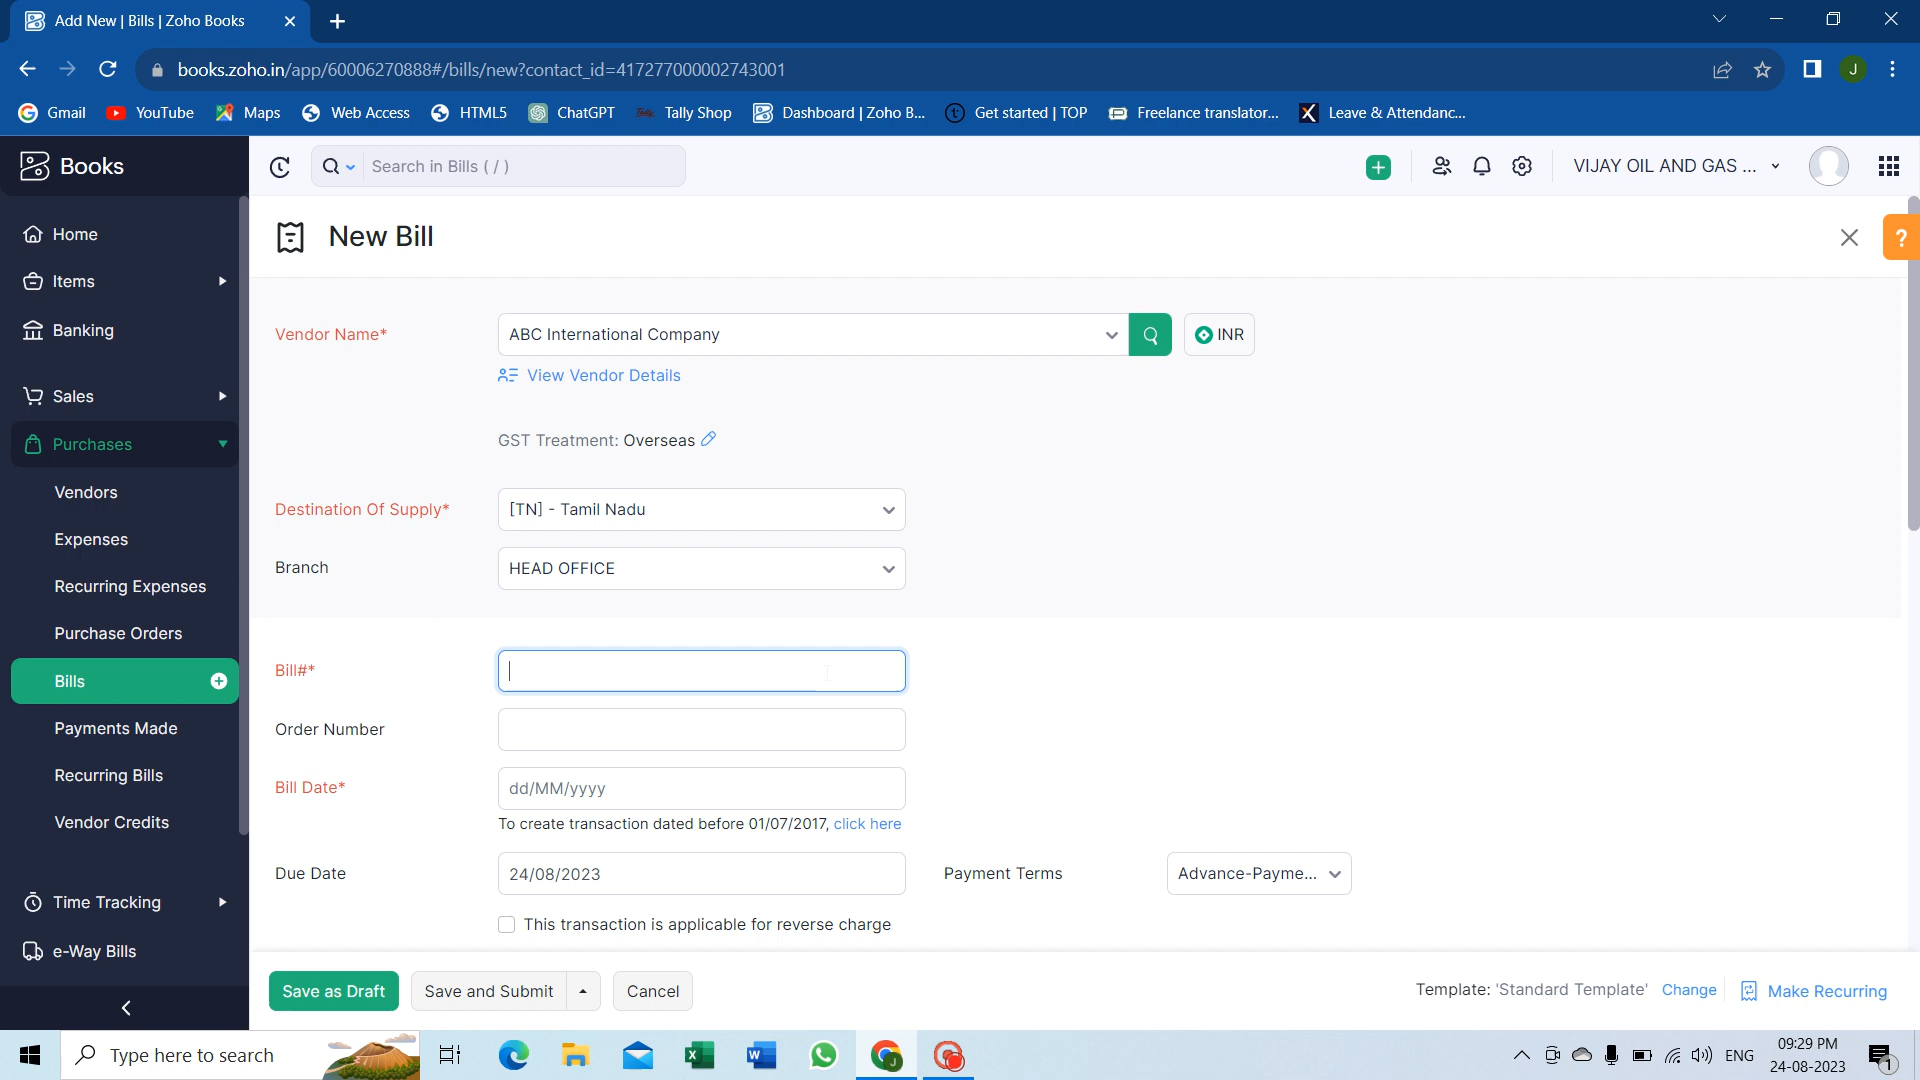 Add New | Bills | Zoho Books
books.zoho.in/app/60006270888#/bills/new?contact_id=417277000002743001
Gmail YouTube Maps Web Access HTML5 ChatGPT Tally Shop Dashboard | Zoho B... Get started | TOP Freelance translator... Leave & Attendanc...
Books
Search in Bills ( / )
VIJAY OIL AND GAS ...
Home
Items
Banking
Sales
Purchases
Vendors
Expenses
Recurring Expenses
Purchase Orders
Bills
Payments Made
Recurring Bills
Vendor Credits
Time Tracking
e-Way Bills
New Bill
?
Vendor Name* ABC International Company INR
View Vendor Details
GST Treatment: Overseas
Destination Of Supply* [TN] - Tamil Nadu
Branch HEAD OFFICE
Bill#*
Order Number
Bill Date* dd/MM/yyyy
To create transaction dated before 01/07/2017, click here
Due Date 24/08/2023 Payment Terms Advance-Payme...
This transaction is applicable for reverse charge
Save as Draft Save and Submit Cancel Template: 'Standard Template' Change Make Recurring
Type here to search
ENG
09:29 PM
24-08-2023
1